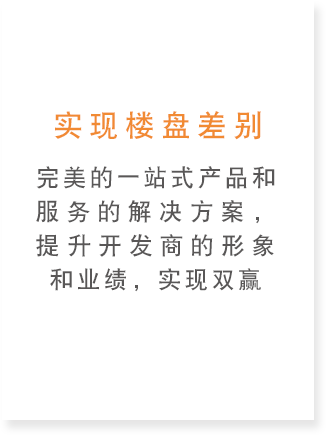 实现楼盘差别
完美的一站式产品和
服务的解决方案，
提升开发商的形象
和业绩，实现双赢